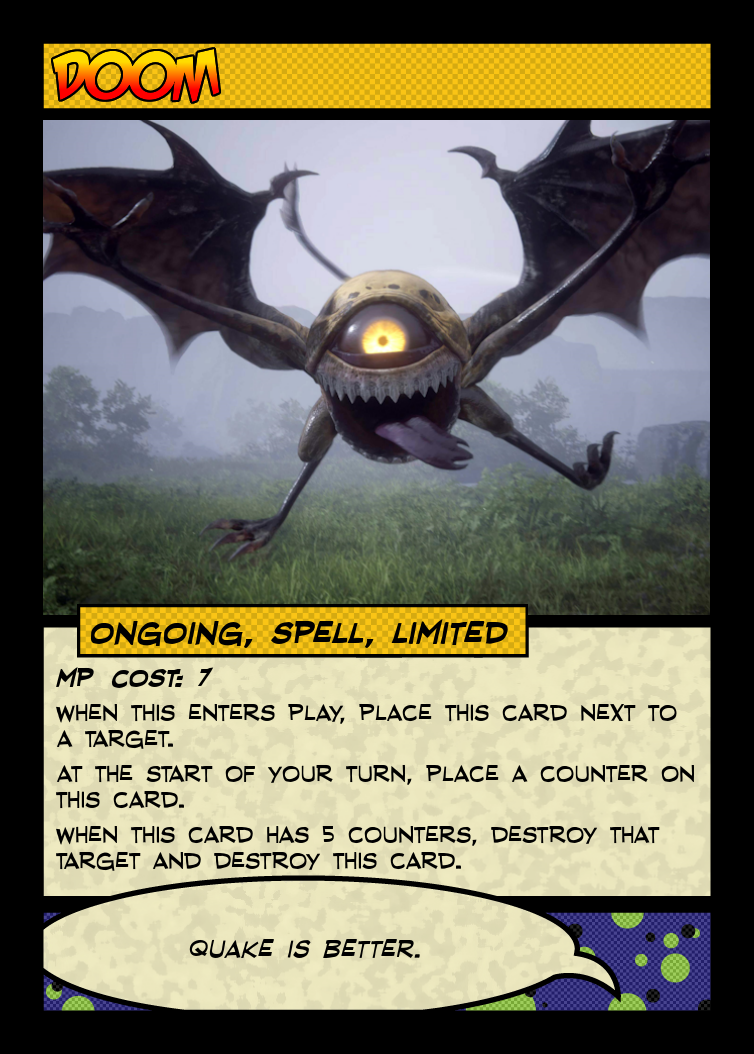 DOOM
ONGOING, SPELL, LIMITED
MP COST: 7
WHEN THIS ENTERS PLAY, PLACE THIS CARD NEXT TO
A TARGET.
AT THE START OF YOUR TURN, PLACE A COUNTER ON
THIS CARD.
WHEN THIS CARD HAS 5 COUNTERS, DESTROY THAT
TARGET AND DESTROY THIS CARD.
QUAKE IS BETTER.